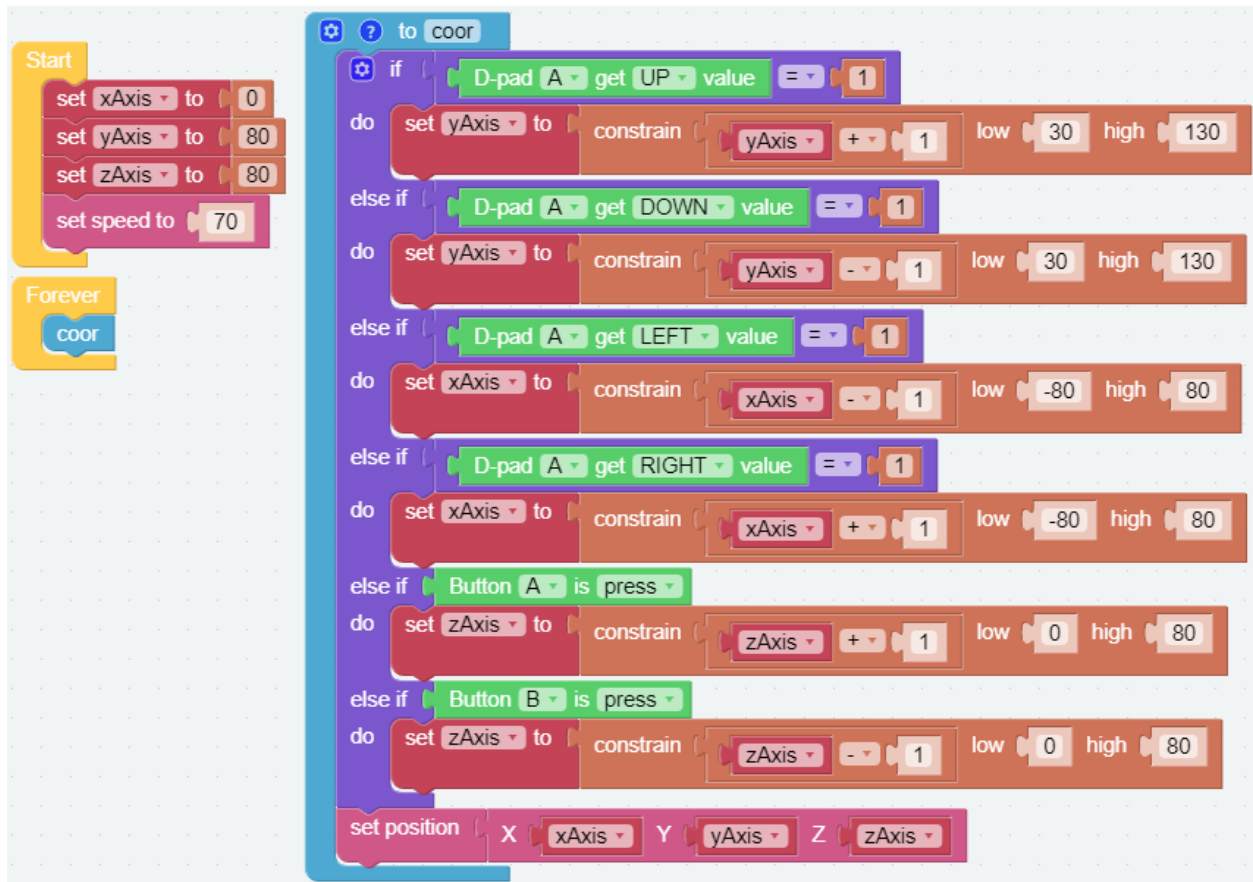 Start
set xAxis to 0
set yAxis to 80
set zAxis to 80
set speed to 70
Forever
coor
? to coor
if D-pad A get UP value = 1
do set yAxis to constrain yAxis + 1 low 30 high 130
else if D-pad A get DOWN value = 1
do set yAxis to constrain yAxis - 1 low 30 high 130
else if D-pad A get LEFT value = 1
do set xAxis to constrain xAxis - 1 low -80 high 80
else if D-pad A get RIGHT value = 1
do set xAxis to constrain xAxis + 1 low -80 high 80
else if Button A is press
do set zAxis to constrain zAxis + 1 low 0 high 80
else if Button B is press
do set zAxis to constrain zAxis - 1 low 0 high 80
set position X xAxis Y yAxis Z zAxis